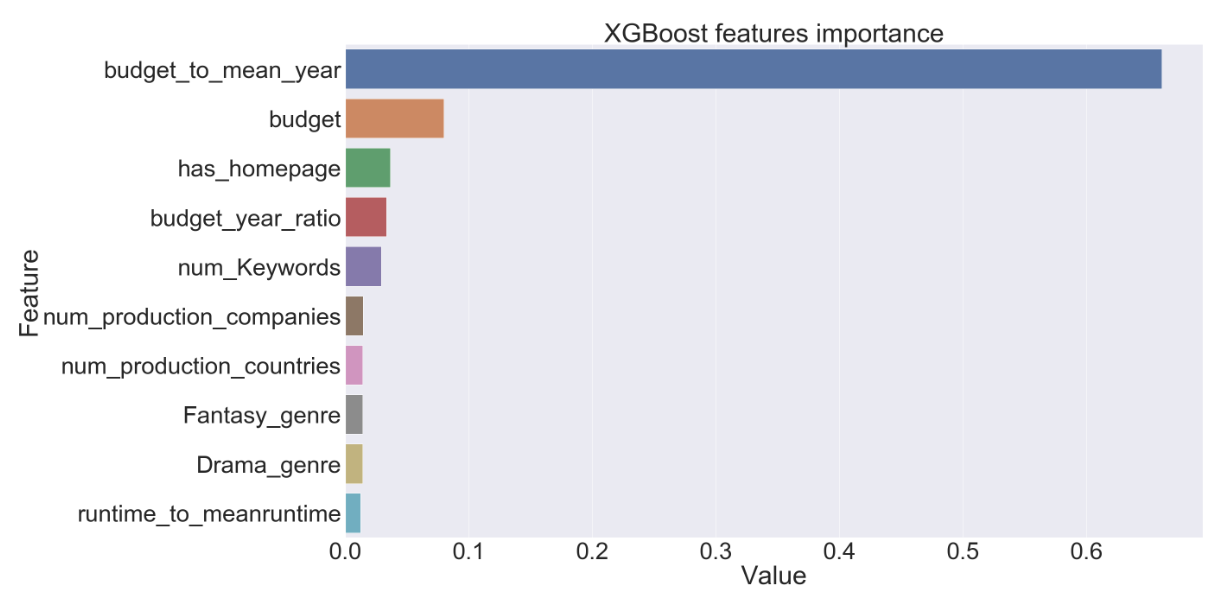 XGBoost features importance
Feature
budget_to_mean_year
budget
has_homepage
budget_year_ratio
num_Keywords
num_production_companies
num_production_countries
Fantasy_genre
Drama_genre
runtime_to_meanruntime
0.0 0.1 0.2 0.3 0.4 0.5 0.6
Value